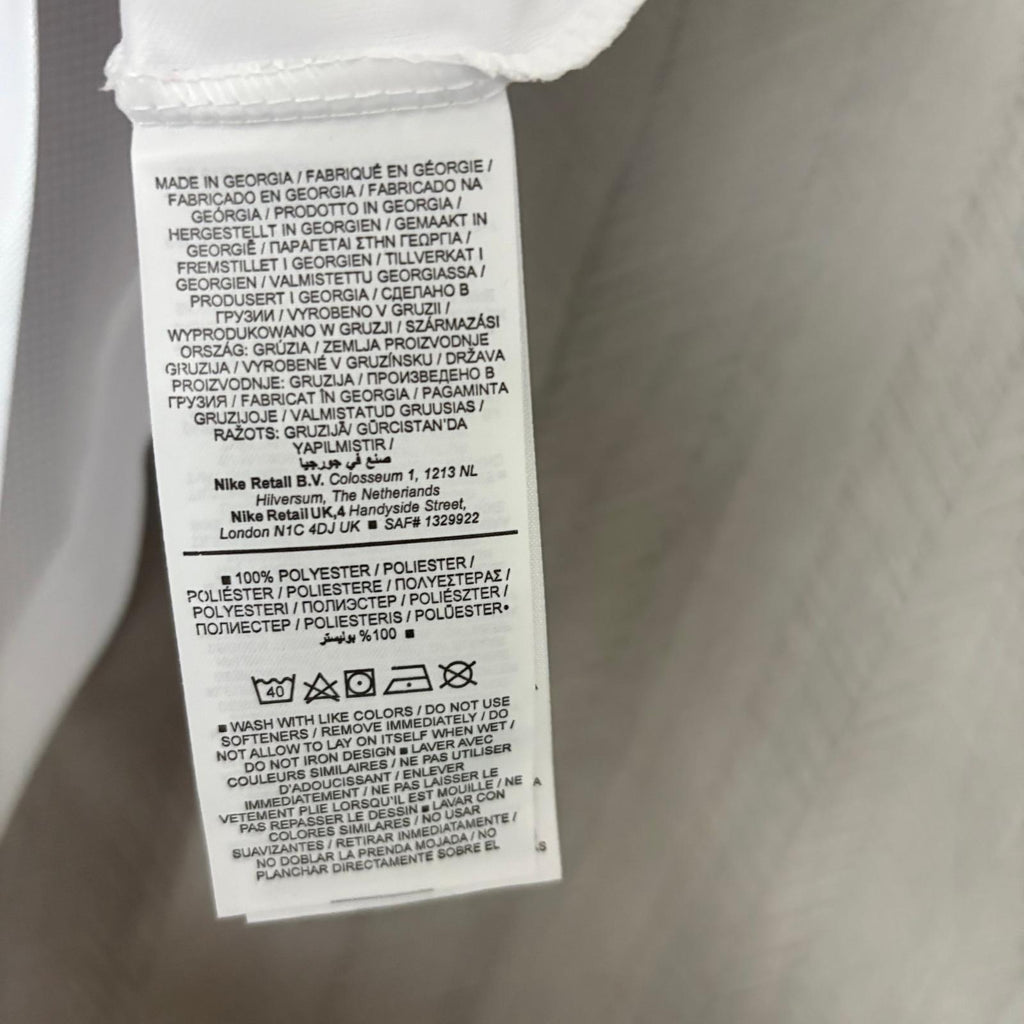 MADE IN GEORGIA / FABRIQUÉ EN GÉORGIE /
FABRICADO EN GEORGIA / FABRICADO NA
GEÓRGIA / PRODOTTO IN GEORGIA /
HERGESTELLT IN GEORGIEN / GEMAAKT IN
GEORGIË / ΠΑΡΑΓΕΤΑΙ ΣΤΗΝ ΓΕΩΡΓΙΑ /
FREMSTILLET I GEORGIEN / TILLVERKAT I
GEORGIEN / VALMISTETTU GEORGIASSA /
PRODUSERT I GEORGIA / СДЕЛАНО В
ГРУЗИИ / VYROBENO V GRUZII /
WYPRODUKOWANO W GRUZJI / SZÁRMAZÁSI
ORSZÁG: GRÚZIA / ZEMLJA PROIZVODNJE
GRUZIJA / VYROBENÉ V GRUZÍNSKU / DRŽAVA
PROIZVODNJE: GRUZIJA / ПРОИЗВЕДЕНО В
ГРУЗИЯ / FABRICAT ÎN GEORGIA / PAGAMINTA
GRUZIJOJE / VALMISTATUD GRUUSIAS /
RAŽOTS: GRUZIJĀ/ GÜRCISTAN'DA
YAPILMIŞTIR /
صنع في جورجيا
Nike Retail B.V. Colosseum 1, 1213 NL
Hilversum, The Netherlands
Nike Retail UK,4 Handyside Street,
London N1C 4DJ UK ■ SAF# 1329922
■ 100% POLYESTER / POLIESTER /
POLIÉSTER / POLIESTERE / ΠΟΛΥΕΣΤΕΡΑΣ /
POLYESTERI / ПОЛИЭСТЕР / POLIÉSZTER /
ПОЛИЕСТЕР / POLIESTERIS / POLÜESTER•
100% بوليستر ■
40
■ WASH WITH LIKE COLORS / DO NOT USE
SOFTENERS / REMOVE IMMEDIATELY / DO
NOT ALLOW TO LAY ON ITSELF WHEN WET /
DO NOT IRON DESIGN ■ LAVER AVEC
COULEURS SIMILAIRES / NE PAS UTILISER
D'ADOUCISSANT / ENLEVER
IMMEDIATEMENT / NE PAS LAISSER LE
VETEMENT PLIE LORSQU'IL EST MOUILLE / NE
PAS REPASSER LE DESSIN ■ LAVAR CON
COLORES SIMILARES / NO USAR
SUAVIZANTES / RETIRAR INMEDIATAMENTE /
NO DOBLAR LA PRENDA MOJADA / NO
PLANCHAR DIRECTAMENTE SOBRE EL